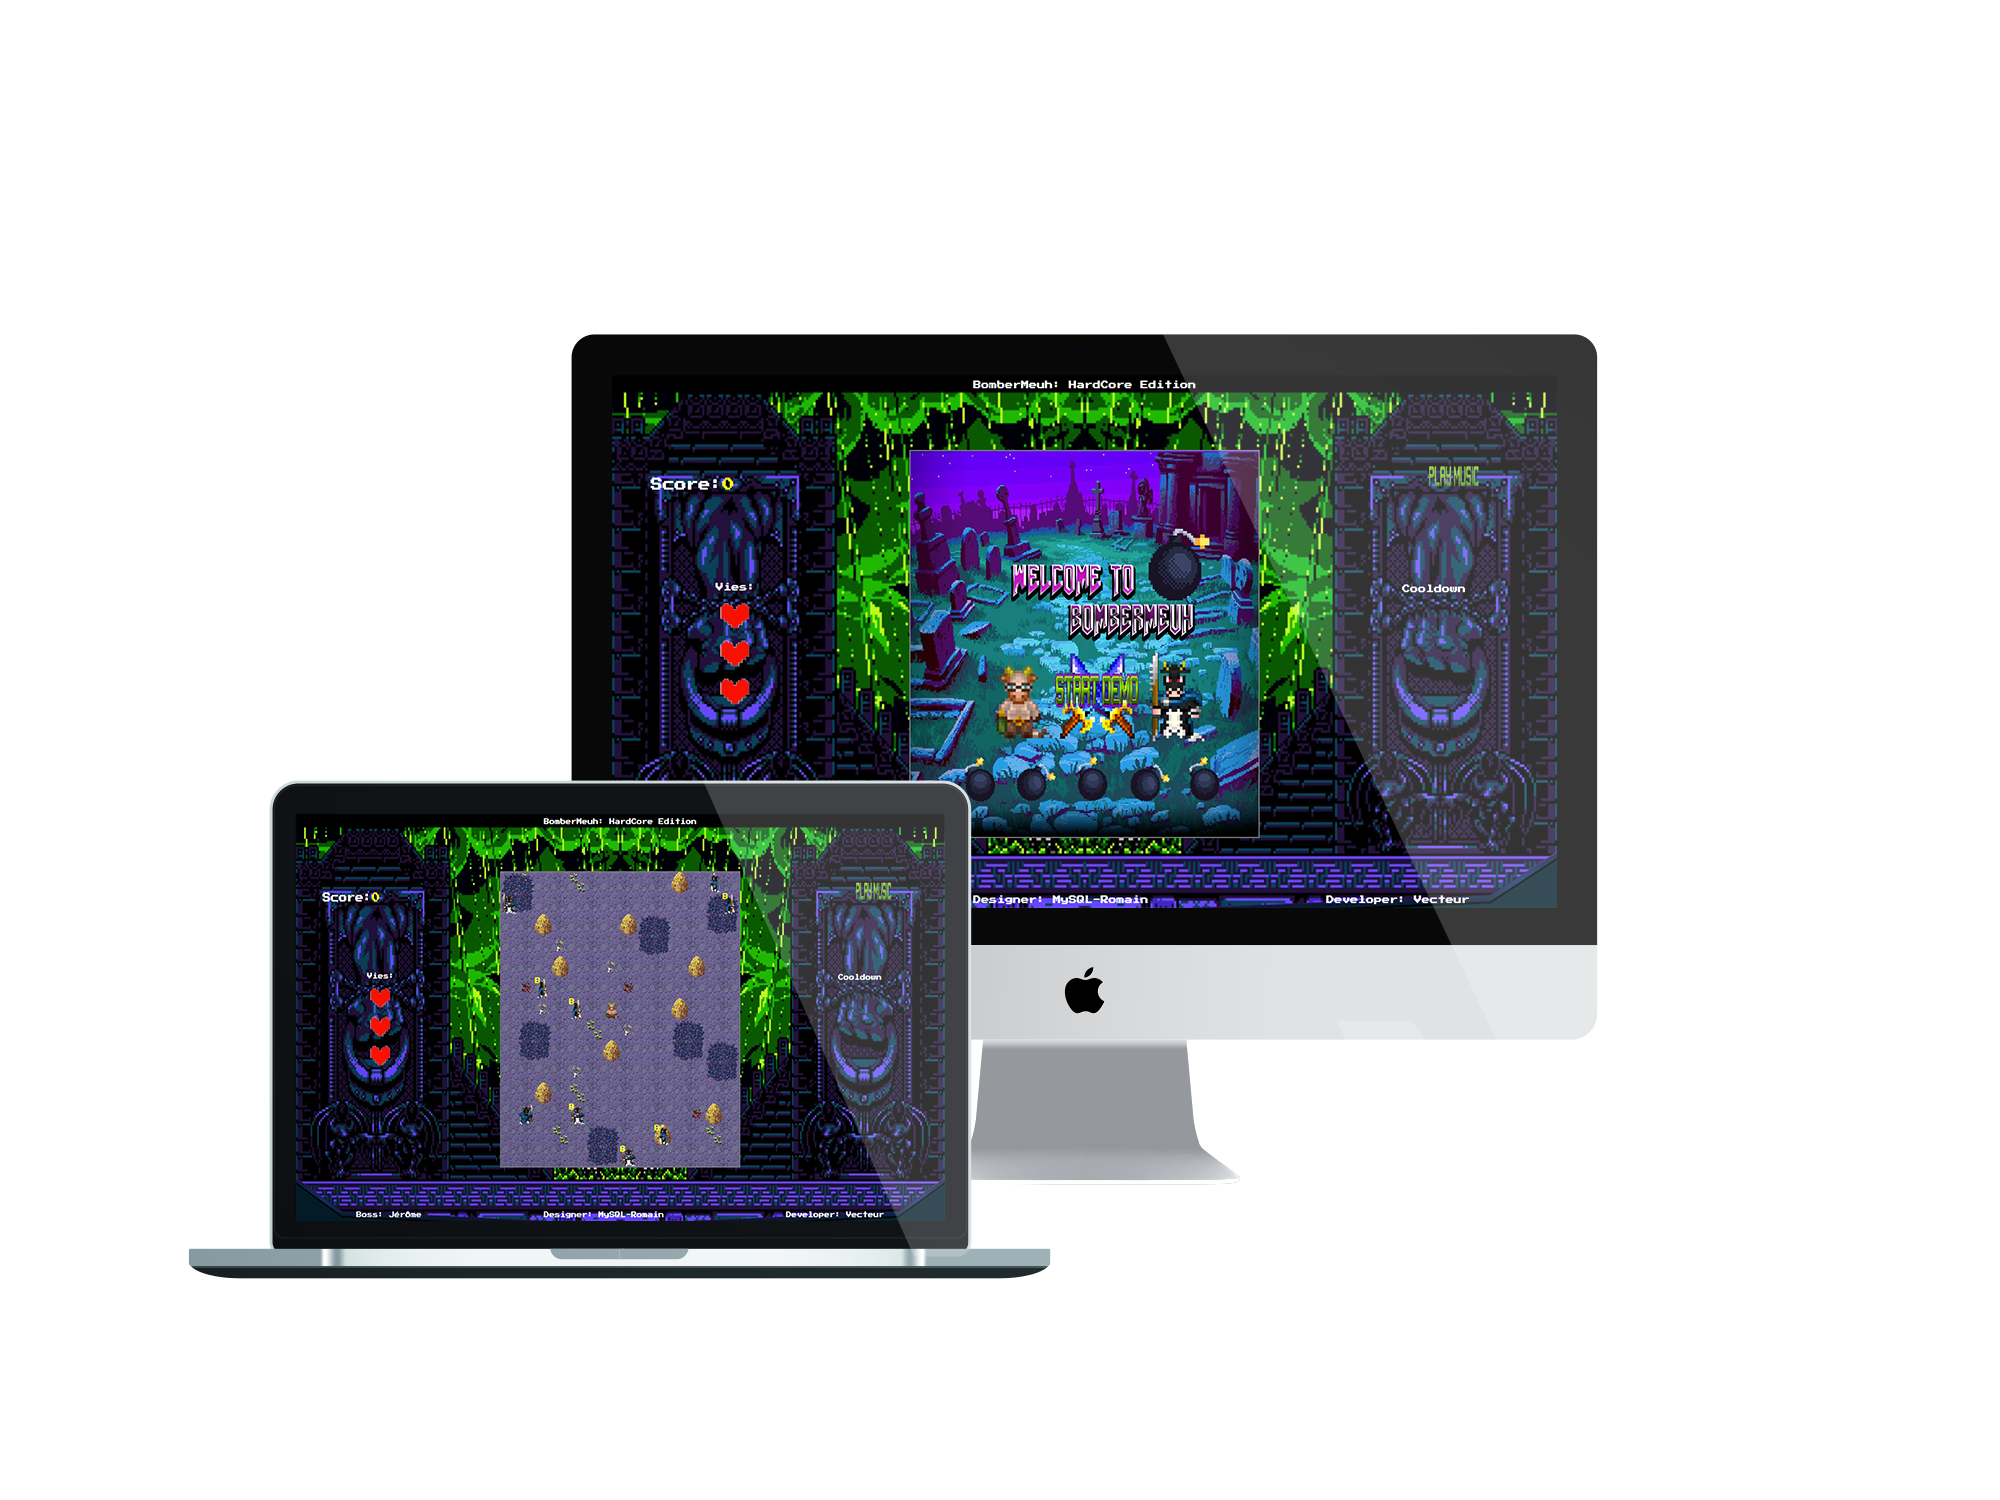 BomberMeuh: HardCore Edition
PLAY MUSIC
Score:0
Vies:
Cooldown
WELCOME TO
BOMBERMEUH
START DEMO
Designer: MySQL-Romain
Developer: Vecteur
BomberMeuh: HardCore Edition
PLAY MUSIC
Score:0
Vies:
Cooldown
B
B
B
B
B
B
Boss: Jérôme
Designer: MySQL-Romain
Developer: Vecteur